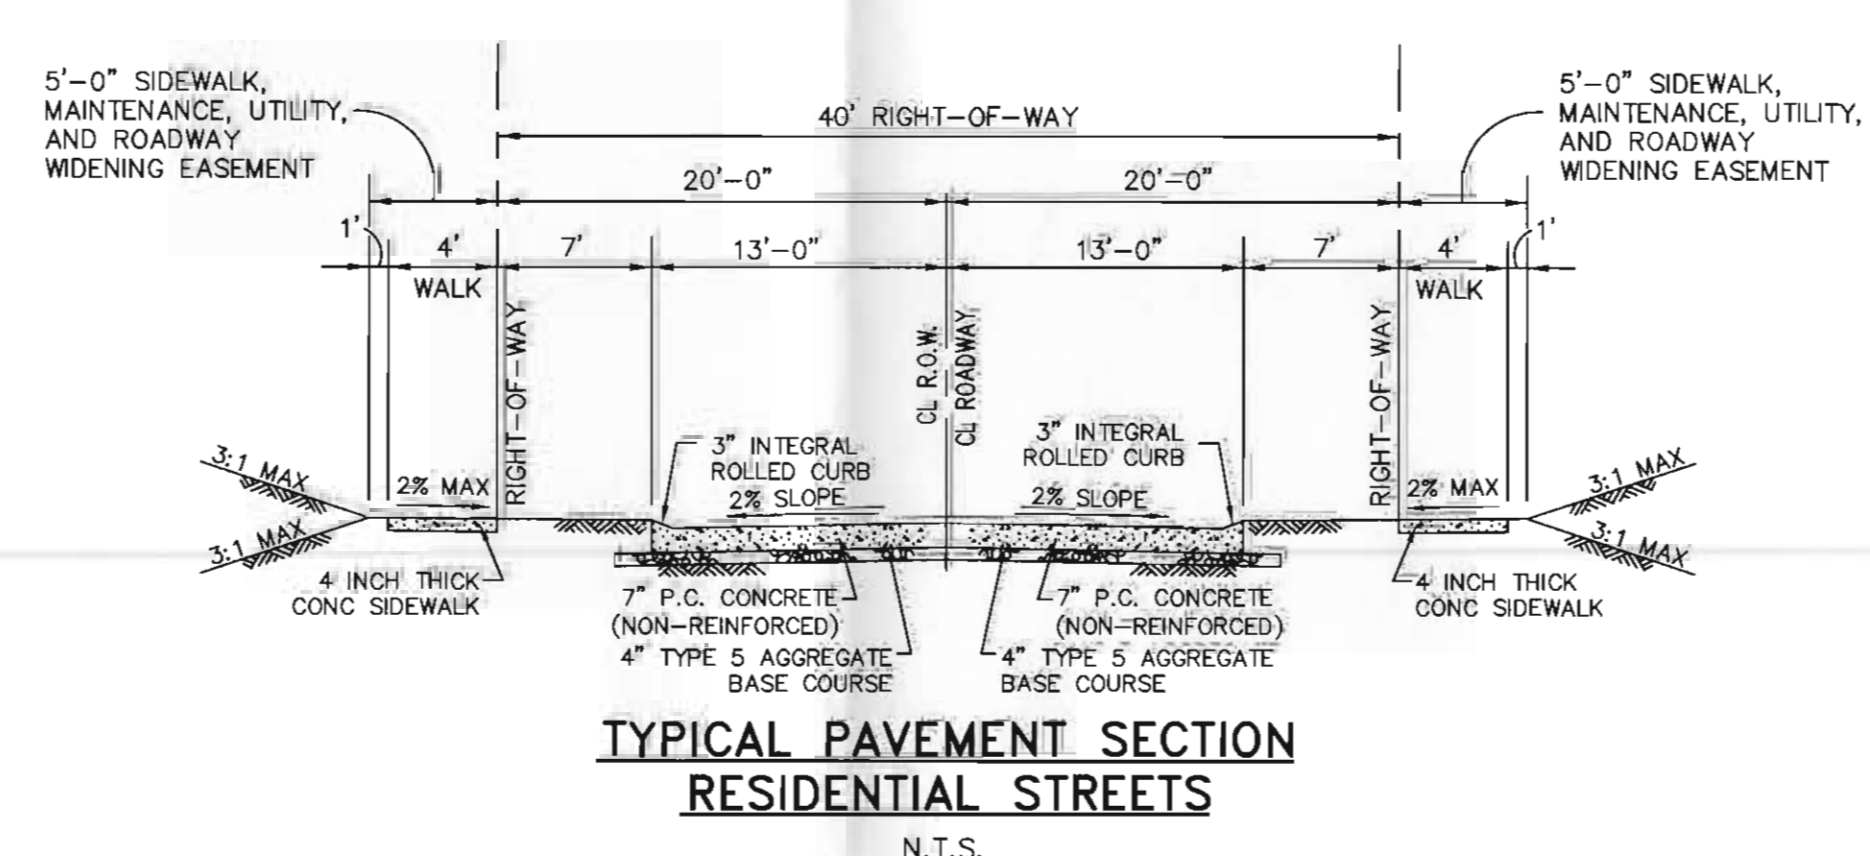 5'-0" SIDEWALK,
MAINTENANCE, UTILITY,
AND ROADWAY
WIDENING EASEMENT
40' RIGHT-OF-WAY
5'-0" SIDEWALK,
MAINTENANCE, UTILITY,
AND ROADWAY
WIDENING EASEMENT
20'-0"
20'-0"
1'
4'
7'
13'-0"
13'-0"
7'
4'
1'
WALK
WALK
RIGHT-OF-WAY
CL R.O.W.
CL ROADWAY
RIGHT-OF-WAY
3" INTEGRAL
ROLLED CURB
3" INTEGRAL
ROLLED CURB
3:1 MAX
2% MAX
2% SLOPE
2% SLOPE
2% MAX
3:1 MAX
3:1 MAX
3:1 MAX
4 INCH THICK
CONC SIDEWALK
7" P.C. CONCRETE
(NON-REINFORCED)
4" TYPE 5 AGGREGATE
BASE COURSE
7" P.C. CONCRETE
(NON-REINFORCED)
4" TYPE 5 AGGREGATE
BASE COURSE
4 INCH THICK
CONC SIDEWALK
TYPICAL PAVEMENT SECTION
RESIDENTIAL STREETS
N.T.S.